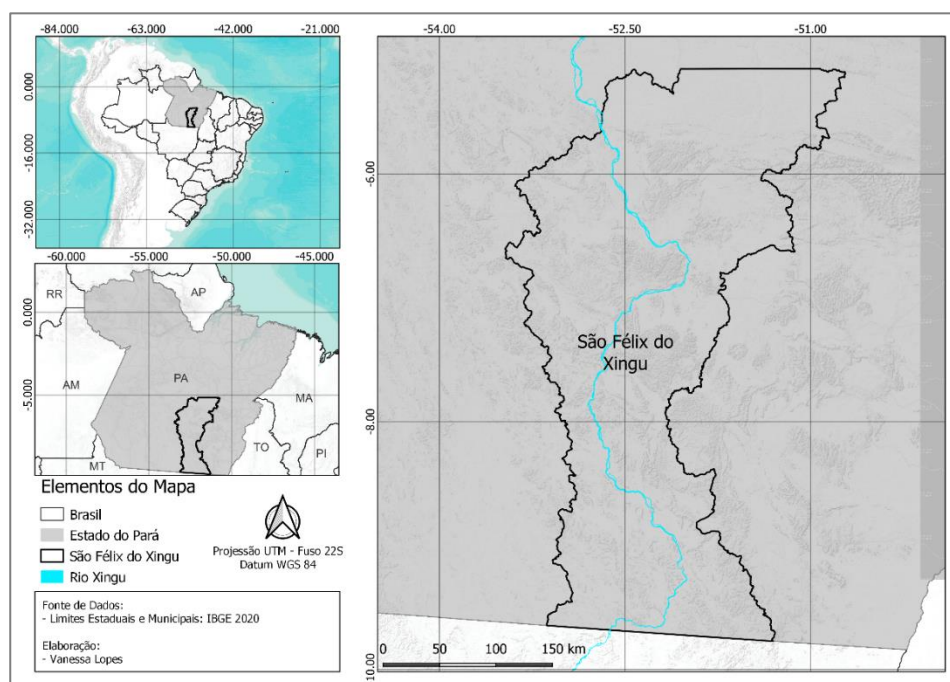 -84.000 -63.000 -42.000 -21.000
0.000
-16.000
-32.000
-60.000 -55.000 -50.000 -45.000
0.000
-5.000
RR
AP
AM
PA
MA
MT
TO
PI
Elementos do Mapa
Brasil
Estado do Pará
São Félix do Xingu
Rio Xingu
Projessão UTM - Fuso 22S
Datum WGS 84
Fonte de Dados:
- Limites Estaduais e Municipais: IBGE 2020
Elaboração:
- Vanessa Lopes
-54.00 -52.50 -51.00
-6.00
-8.00
-10.00
São Félix do
Xingu
0 50 100 150 km